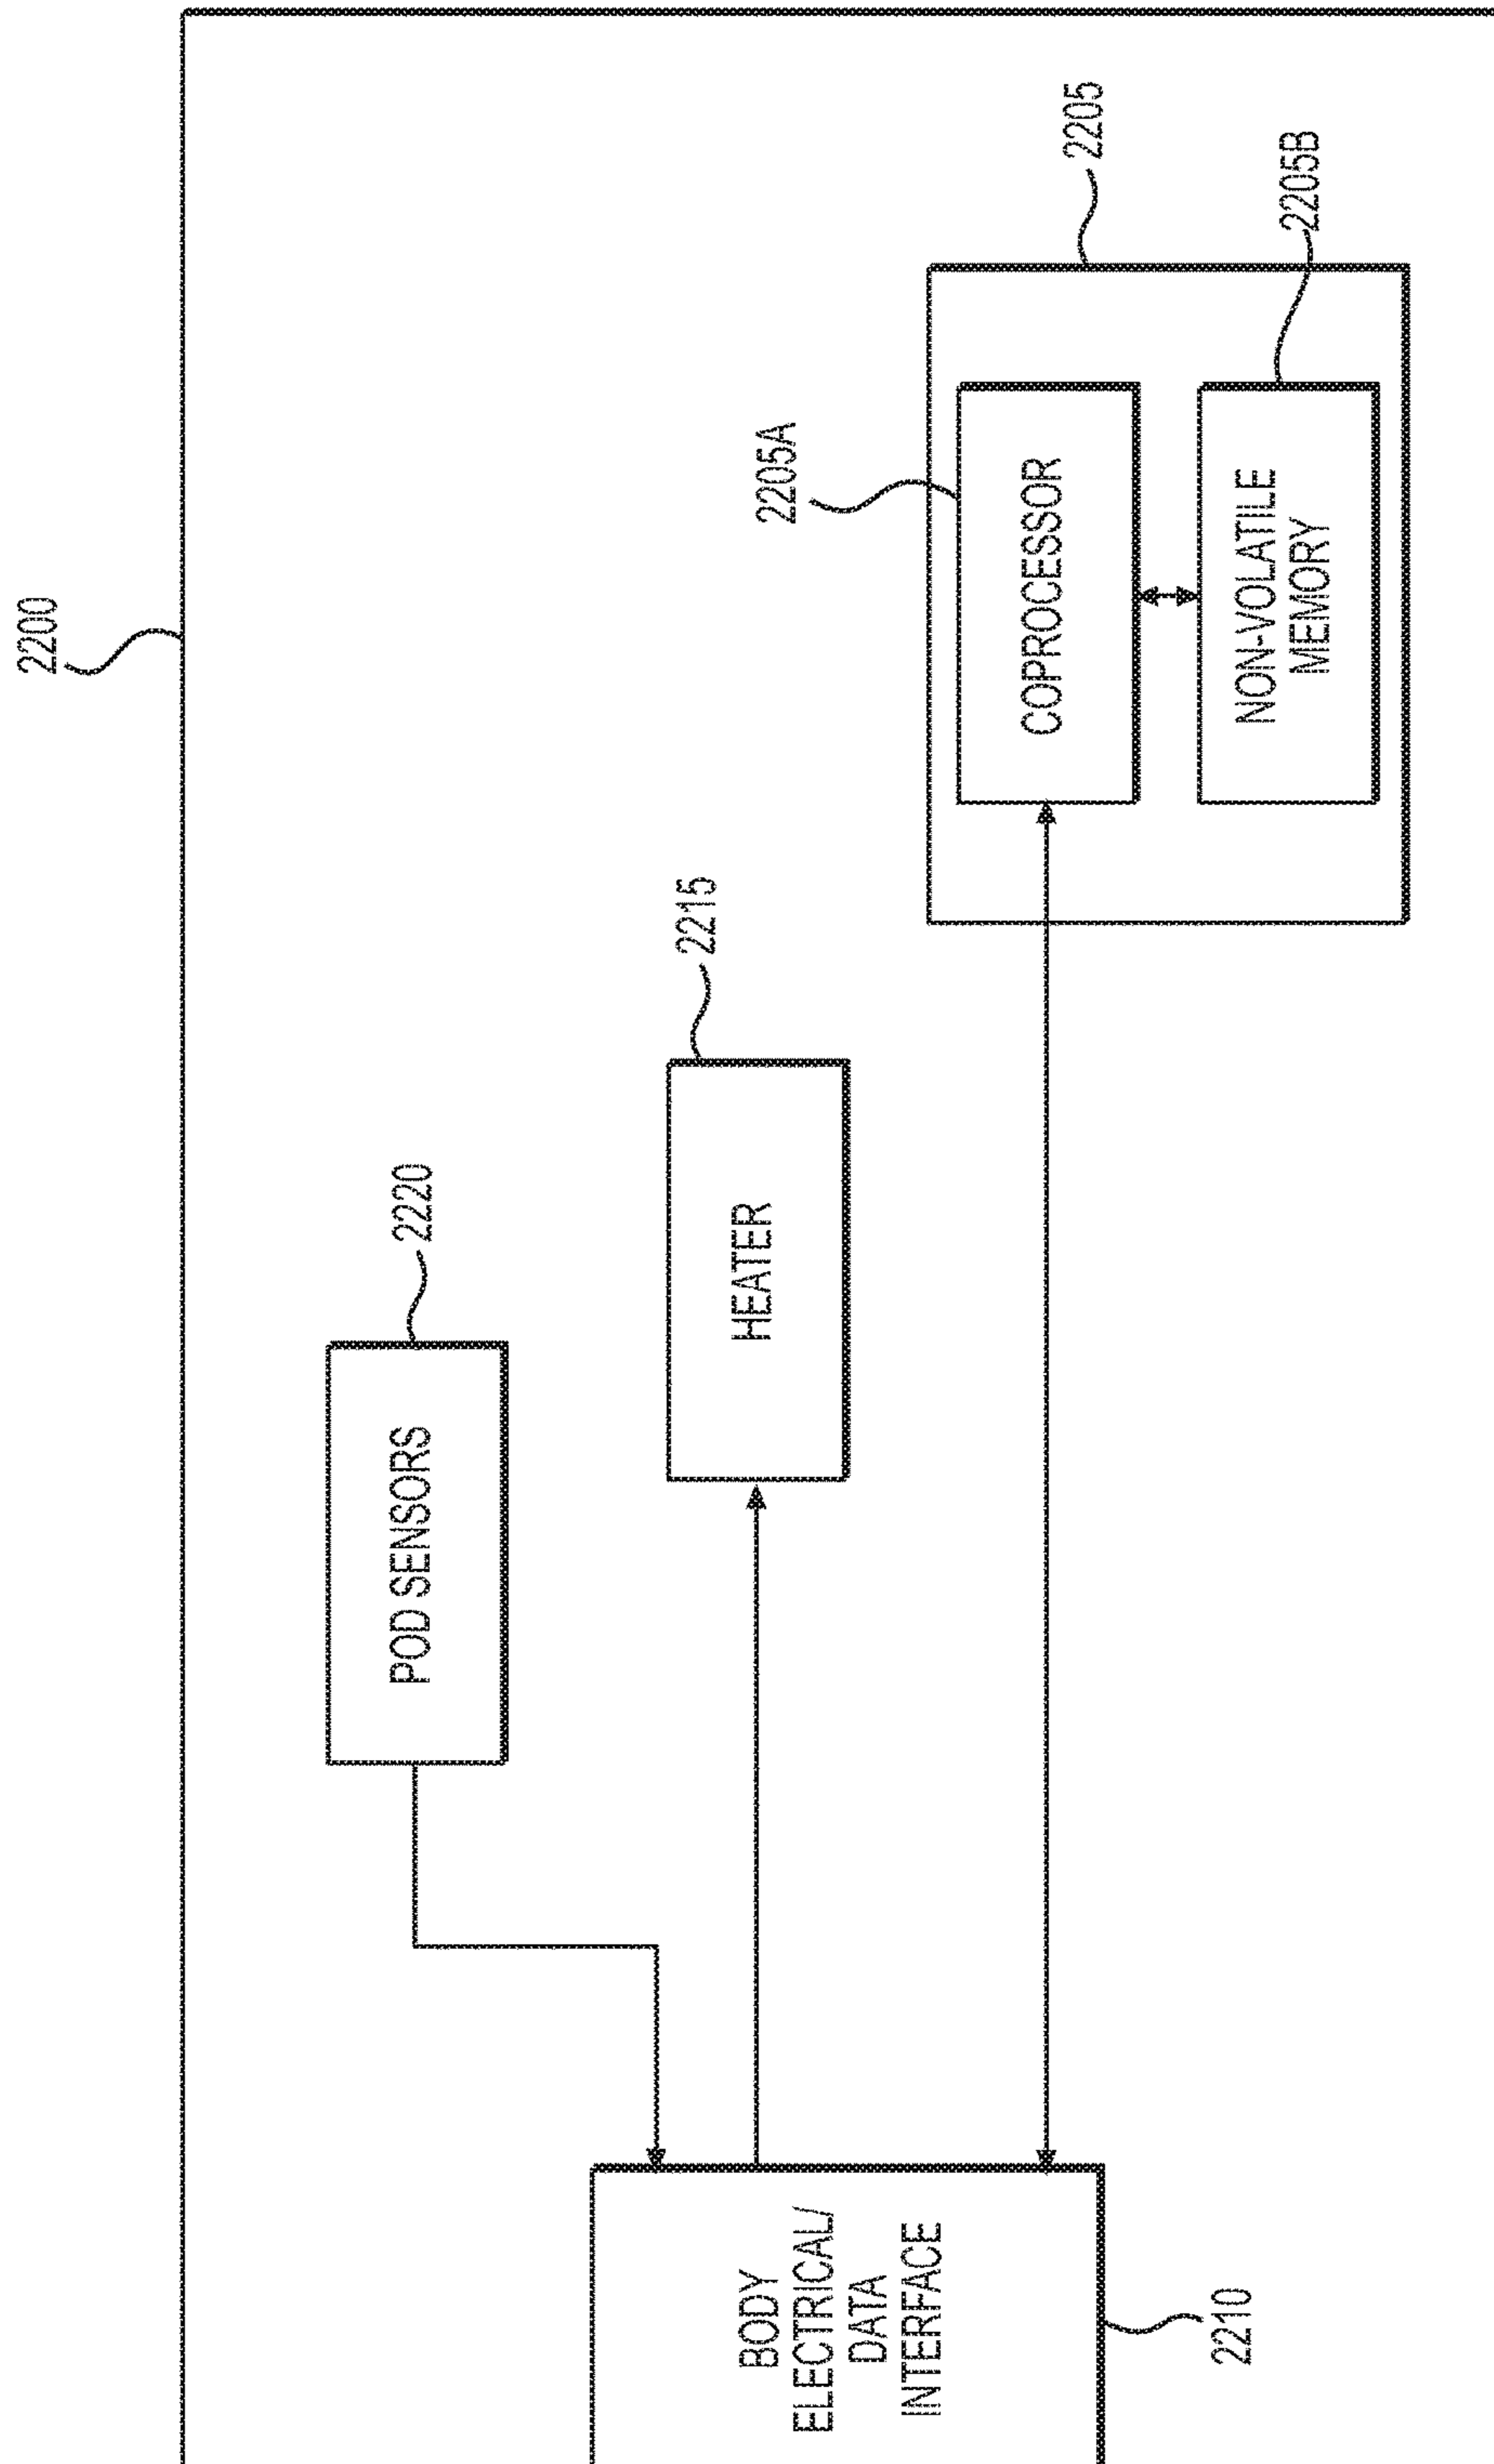 2200
POD SENSORS
2220
HEATER
2215
2205A
2205
COPROCESSOR
NON-VOLATILE
MEMORY
2205B
BODY
ELECTRICAL/
DATA
INTERFACE
2210